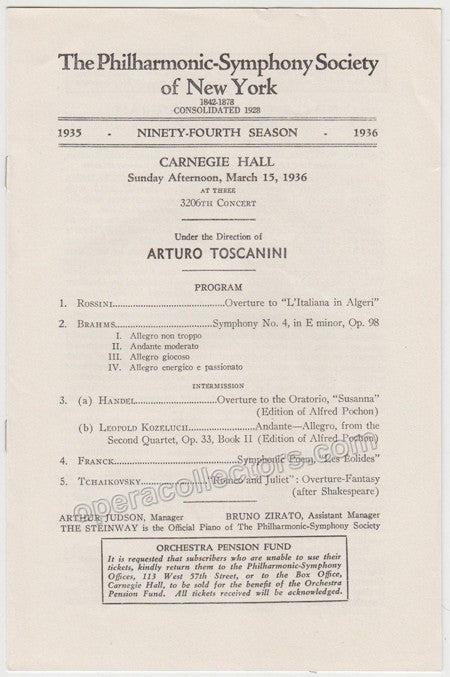 The Philharmonic-Symphony Society
of New York
1842-1878
CONSOLIDATED 1928
1935 - NINETY-FOURTH SEASON - 1936
CARNEGIE HALL
Sunday Afternoon, March 15, 1936
AT THREE
3206TH CONCERT
Under the Direction of
ARTURO TOSCANINI
PROGRAM
1. ROSSINI....................Overture to "L'Italiana in Algeri"
2. BRAHMS....................Symphony No. 4, in E minor, Op. 98
I. Allegro non troppo
II. Andante moderato
III. Allegro giocoso
IV. Allegro energico e passionato
INTERMISSION
3. (a) HANDEL....................Overture to the Oratorio, "Susanna"
(Edition of Alfred Pochon)
(b) LEOPOLD KOZELUCH....................Andante—Allegro, from the
Second Quartet, Op. 33, Book II (Edition of Alfred Pochon)
4. FRANCK....................Symphonic Poem, "Les Eolides"
5. TCHAIKOVSKY...................."Romeo and Juliet": Overture-Fantasy
(after Shakespeare)
operacollectors.com
ARTHUR JUDSON, Manager BRUNO ZIRATO, Assistant Manager
THE STEINWAY is the Official Piano of The Philharmonic-Symphony Society
ORCHESTRA PENSION FUND
It is requested that subscribers who are unable to use their
tickets, kindly return them to the Philharmonic-Symphony
Offices, 113 West 57th Street, or to the Box Office,
Carnegie Hall, to be sold for the benefit of the Orchestra
Pension Fund. All tickets received will be acknowledged.